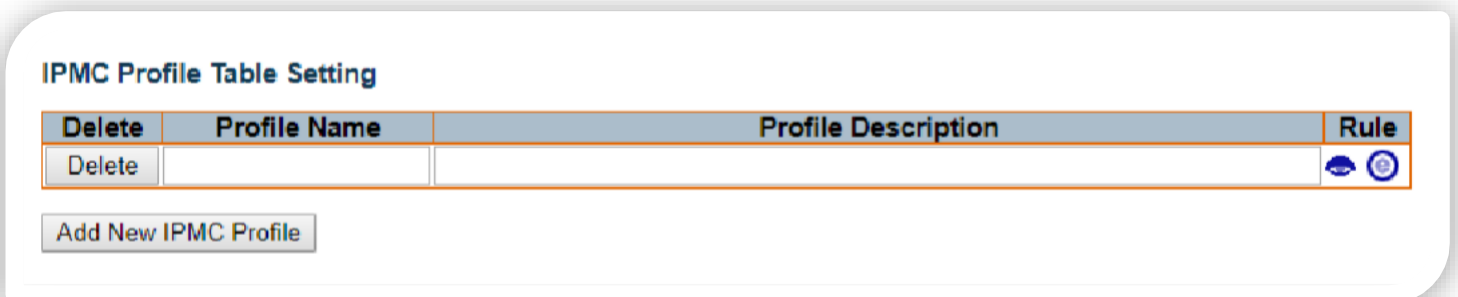 IPMC Profile Table Setting
Delete Profile Name Profile Description Rule
Delete
Add New IPMC Profile